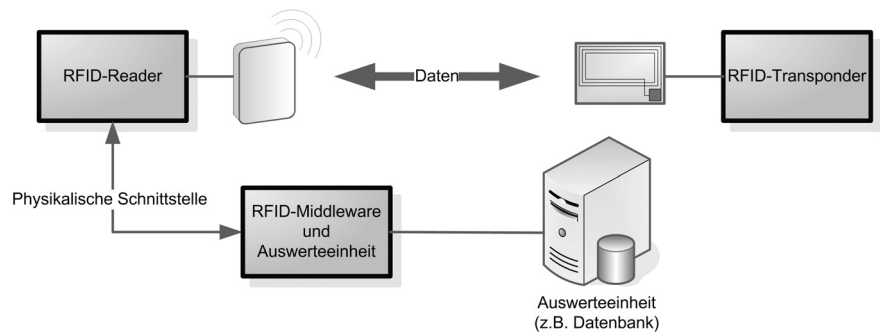 RFID-Reader
Daten
RFID-Transponder
Physikalische Schnittstelle
RFID-Middleware
und
Auswerteeinheit
Auswerteeinheit
(z.B. Datenbank)